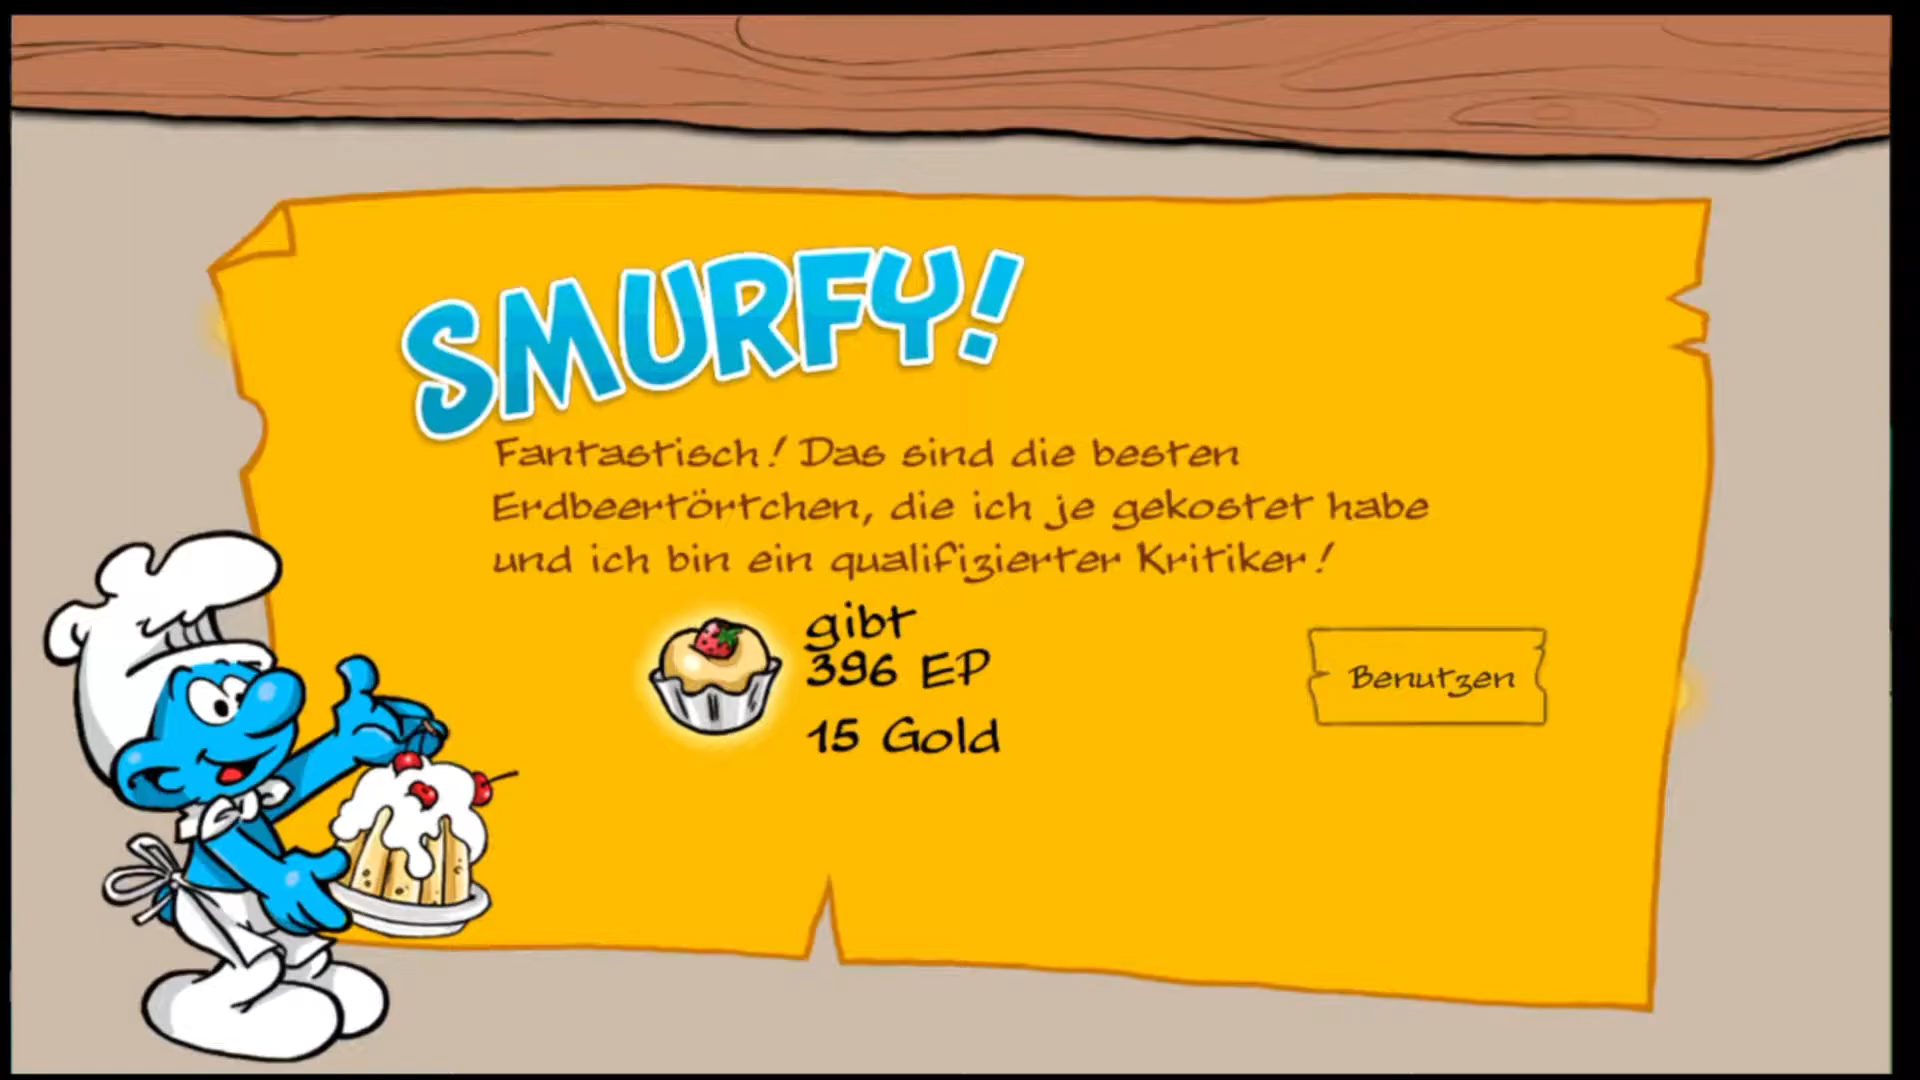 SMURFY!
Fantastisch! Das sind die besten
Erdbeertörtchen, die ich je gekostet habe
und ich bin ein qualifizierter Kritiker!
gibt
396 EP
15 Gold
Benutzen